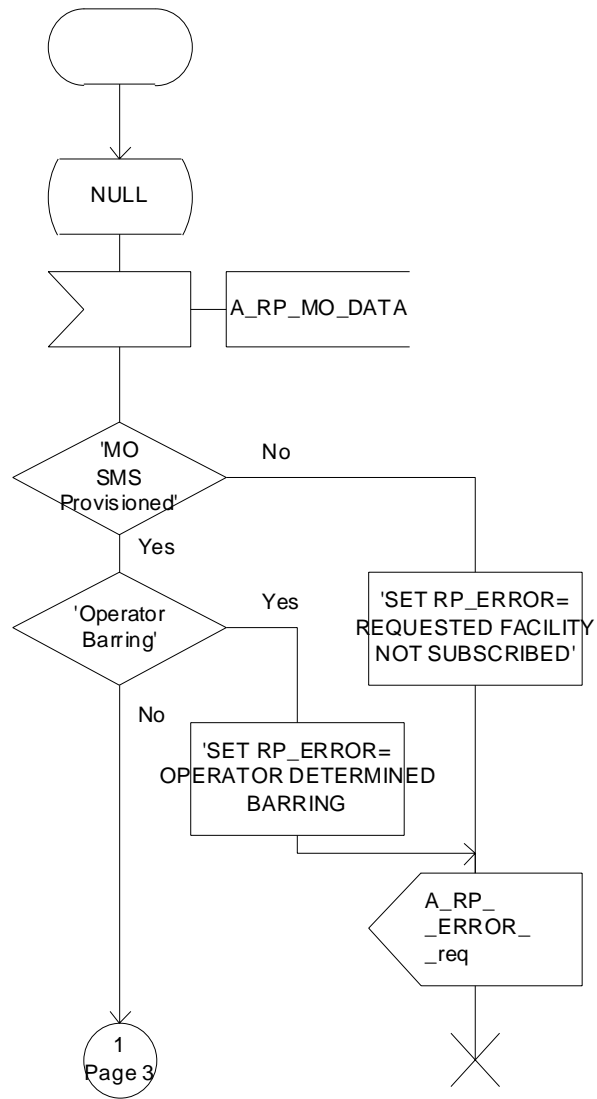 NULL
A_RP_MO_DATA
'MO
SMS
Provisioned'
No
Yes
'Operator
Barring'
Yes
'SET RP_ERROR=
REQUESTED FACILITY
NOT SUBSCRIBED'
No
'SET RP_ERROR=
OPERATOR DETERMINED
BARRING
A_RP_
_ERROR_
_req
1
Page 3